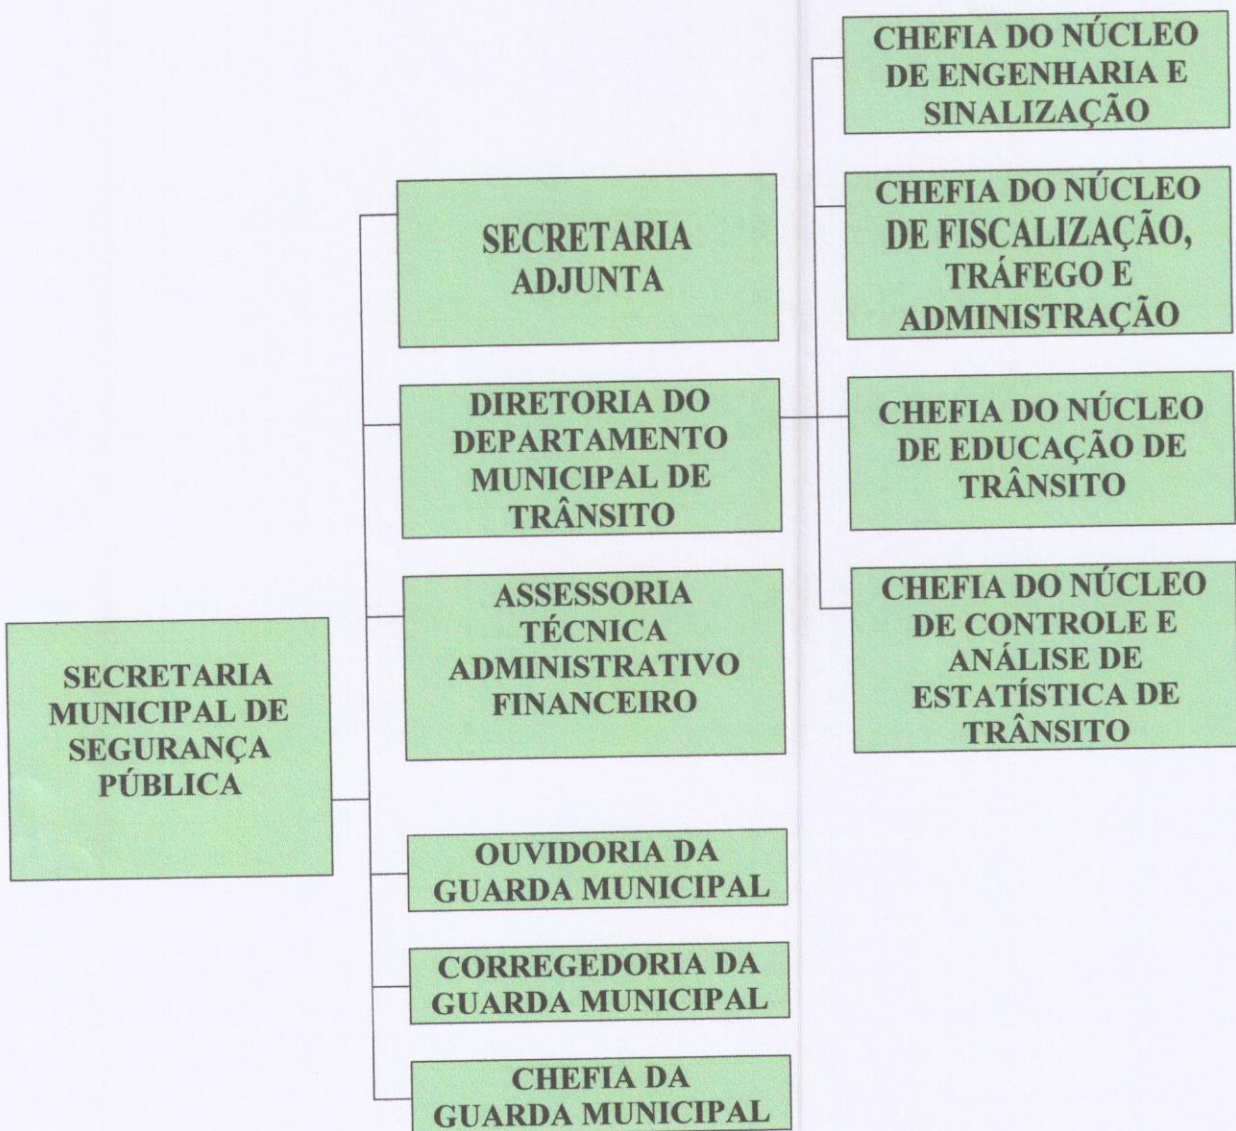 SECRETARIA
MUNICIPAL DE
SEGURANÇA
PÚBLICA
SECRETARIA
ADJUNTA
DIRETORIA DO
DEPARTAMENTO
MUNICIPAL DE
TRÂNSITO
ASSESSORIA
TÉCNICA
ADMINISTRATIVO
FINANCEIRO
OUVIDORIA DA
GUARDA MUNICIPAL
CORREGEDORIA DA
GUARDA MUNICIPAL
CHEFIA DA
GUARDA MUNICIPAL
CHEFIA DO NÚCLEO
DE ENGENHARIA E
SINALIZAÇÃO
CHEFIA DO NÚCLEO
DE FISCALIZAÇÃO,
TRÁFEGO E
ADMINISTRAÇÃO
CHEFIA DO NÚCLEO
DE EDUCAÇÃO DE
TRÂNSITO
CHEFIA DO NÚCLEO
DE CONTROLE E
ANÁLISE DE
ESTATÍSTICA DE
TRÂNSITO